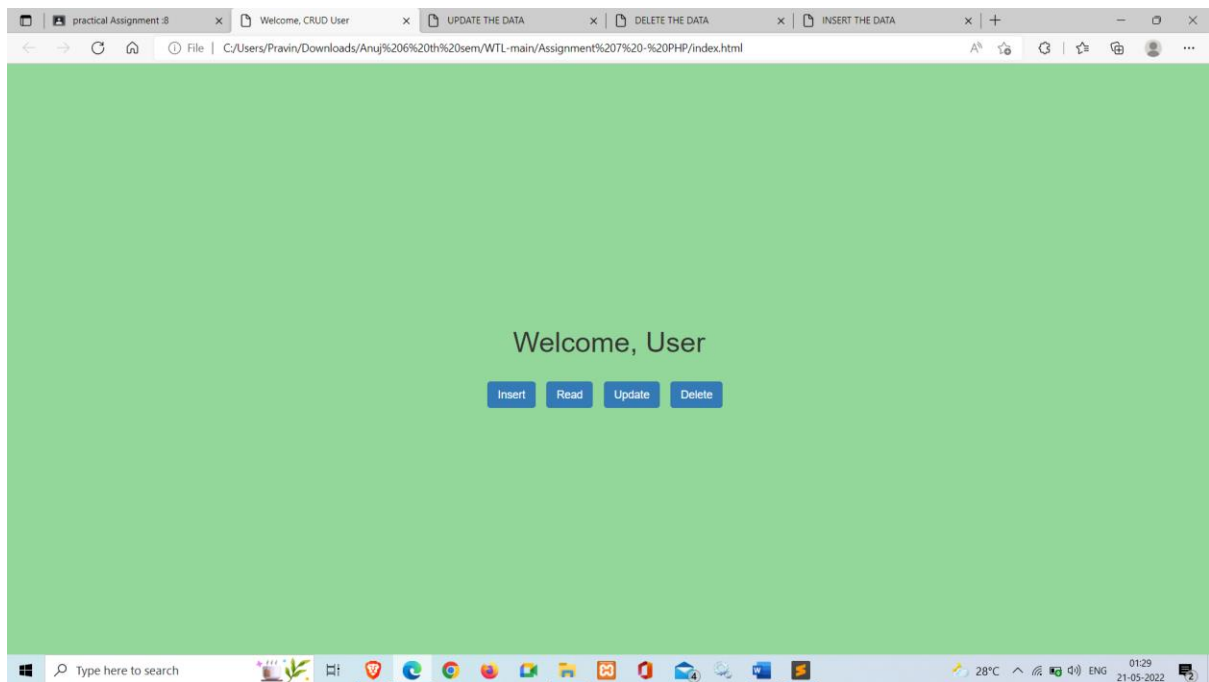 practical Assignment :8
Welcome, CRUD User
UPDATE THE DATA
DELETE THE DATA
INSERT THE DATA
File | C:/Users/Pravin/Downloads/Anuj%206%20th%20sem/WTL-main/Assignment%207%20-%20PHP/index.html
Welcome, User
Insert Read Update Delete
Type here to search
28°C ENG
01:29
21-05-2022